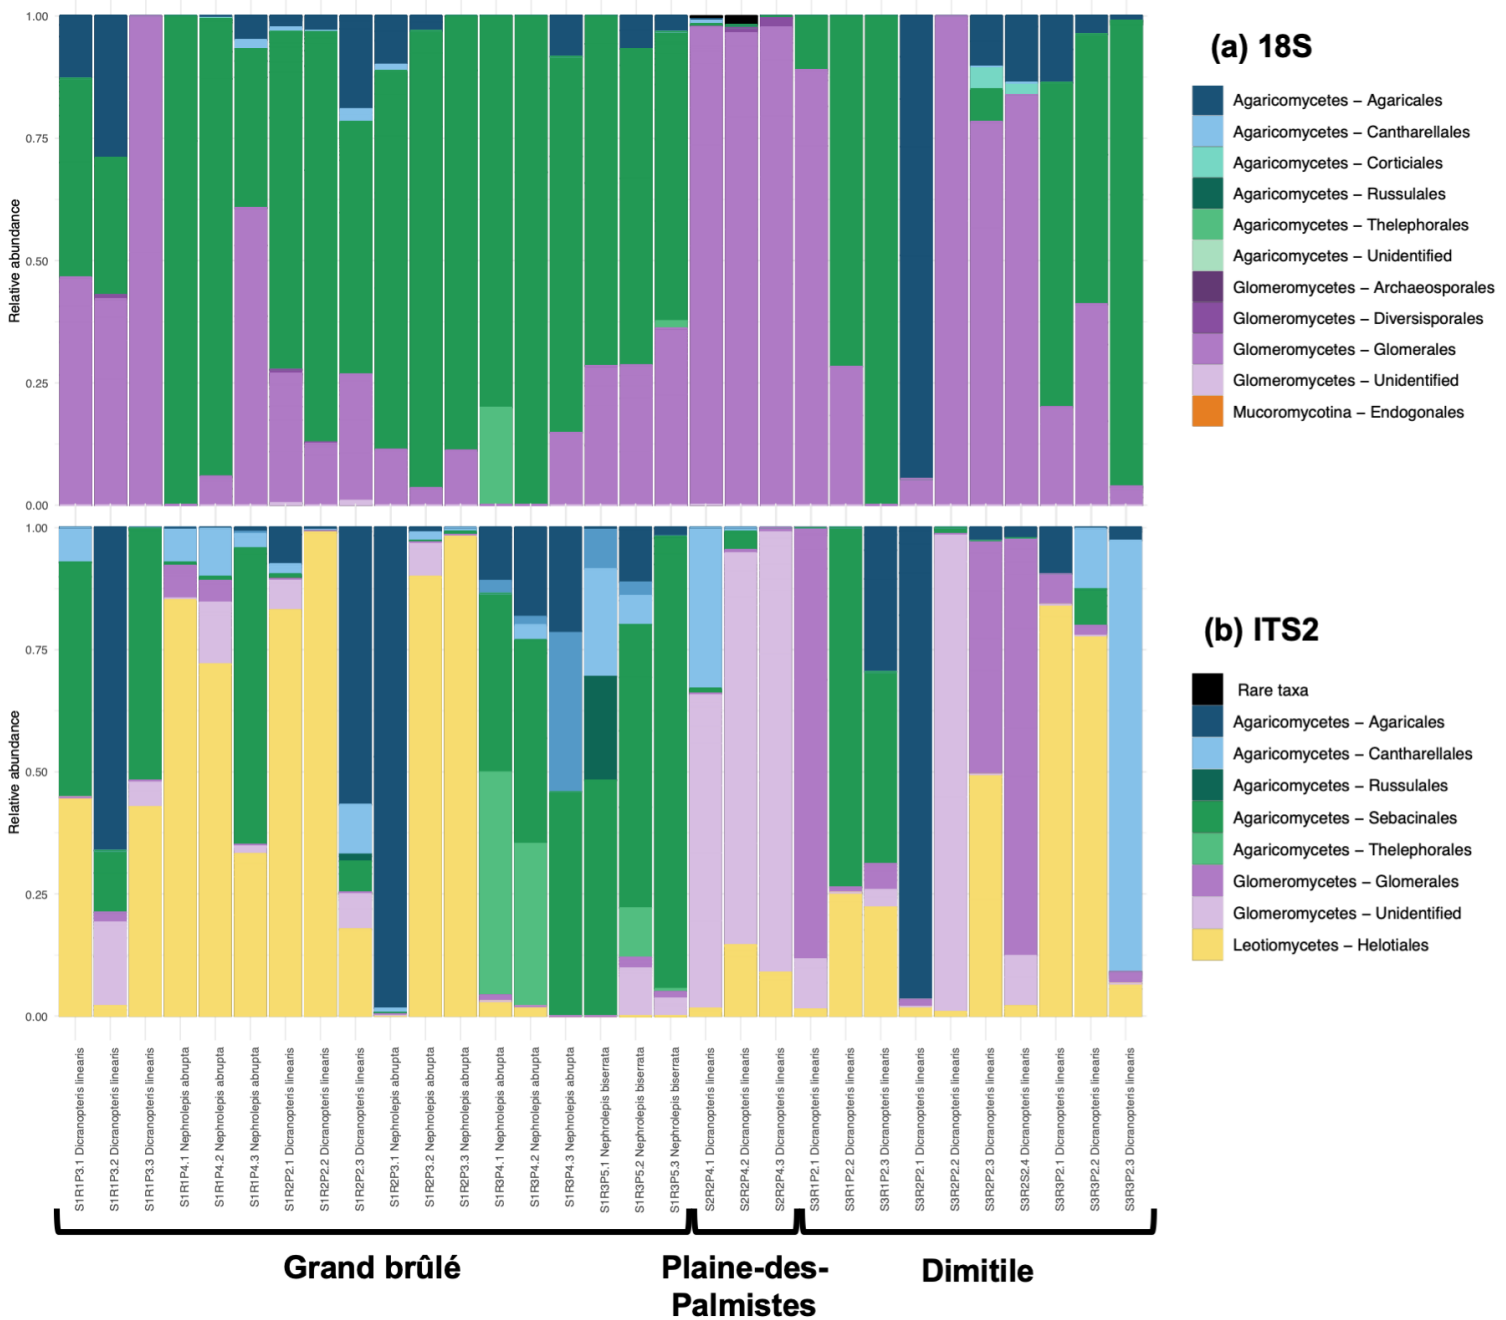 (a) 18S
1.00
0.75
0.50
0.25
0.00
Relative abundance
Agaricomycetes – Agaricales
Agaricomycetes – Cantharellales
Agaricomycetes – Corticiales
Agaricomycetes – Russulales
Agaricomycetes – Thelephorales
Agaricomycetes – Unidentified
Glomeromycetes – Archaeosporales
Glomeromycetes – Diversisporales
Glomeromycetes – Glomerales
Glomeromycetes – Unidentified
Mucoromycotina – Endogonales
(b) ITS2
1.00
0.75
0.50
0.25
0.00
Relative abundance
Rare taxa
Agaricomycetes – Agaricales
Agaricomycetes – Cantharellales
Agaricomycetes – Russulales
Agaricomycetes – Sebacinales
Agaricomycetes – Thelephorales
Glomeromycetes – Glomerales
Glomeromycetes – Unidentified
Leotiomycetes – Helotiales
S1R1P3.1 Dicranopteris linearis
S1R1P3.2 Dicranopteris linearis
S1R1P3.3 Dicranopteris linearis
S1R1P4.1 Nephrolepis abrupta
S1R1P4.2 Nephrolepis abrupta
S1R1P4.3 Nephrolepis abrupta
S1R2P2.1 Dicranopteris linearis
S1R2P2.2 Dicranopteris linearis
S1R2P2.3 Dicranopteris linearis
S1R2P3.1 Nephrolepis abrupta
S1R2P3.2 Nephrolepis abrupta
S1R2P3.3 Nephrolepis abrupta
S1R3P4.1 Nephrolepis abrupta
S1R3P4.2 Nephrolepis abrupta
S1R3P4.3 Nephrolepis abrupta
S1R3P5.1 Nephrolepis biserrata
S1R3P5.2 Nephrolepis biserrata
S1R3P5.3 Nephrolepis biserrata
S2R2P4.1 Dicranopteris linearis
S2R2P4.2 Dicranopteris linearis
S2R2P4.3 Dicranopteris linearis
S3R1P2.1 Dicranopteris linearis
S3R1P2.2 Dicranopteris linearis
S3R1P2.3 Dicranopteris linearis
S3R2P2.1 Dicranopteris linearis
S3R2P2.2 Dicranopteris linearis
S3R2P2.3 Dicranopteris linearis
S3R2S2.4 Dicranopteris linearis
S3R3P2.1 Dicranopteris linearis
S3R3P2.2 Dicranopteris linearis
S3R3P2.3 Dicranopteris linearis
Grand brûlé
Plaine-des-
Palmistes
Dimitile